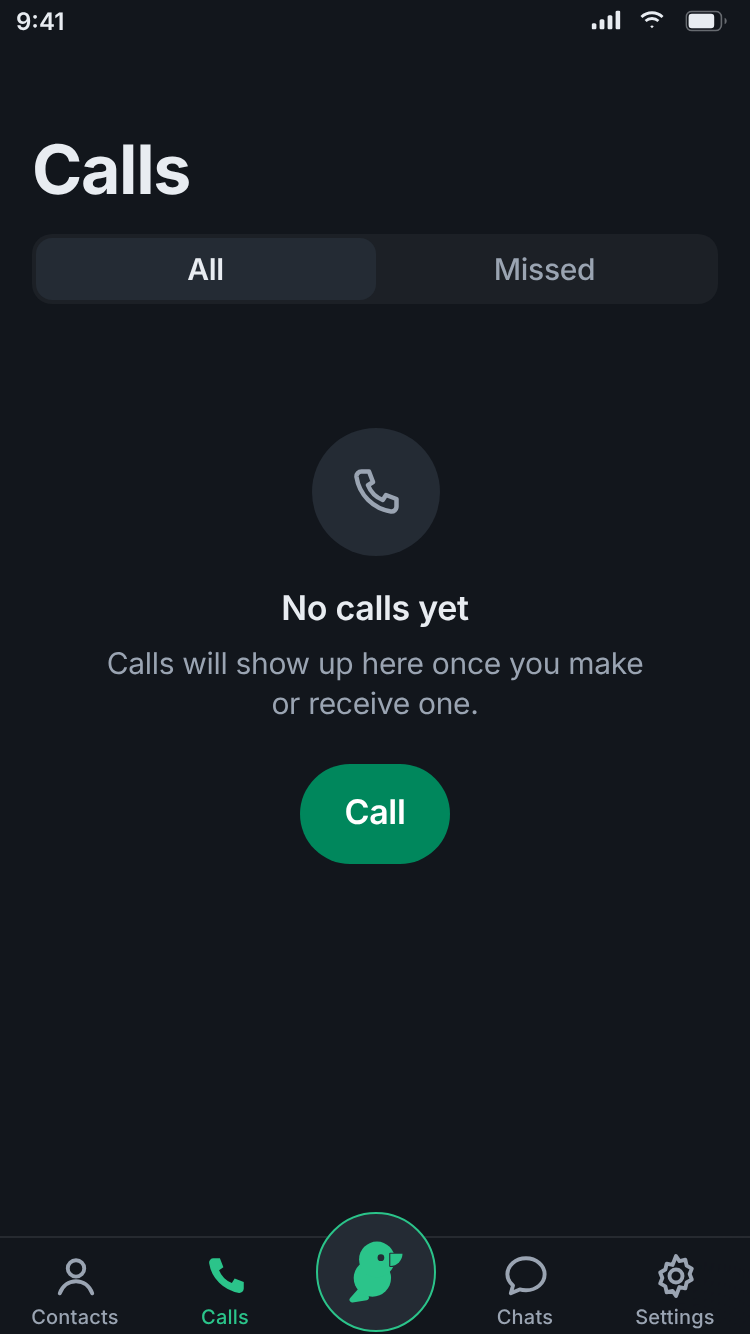 9:41
Calls
All
Missed
No calls yet
Calls will show up here once you make
or receive one.
Call
Contacts
Calls
Chats
Settings